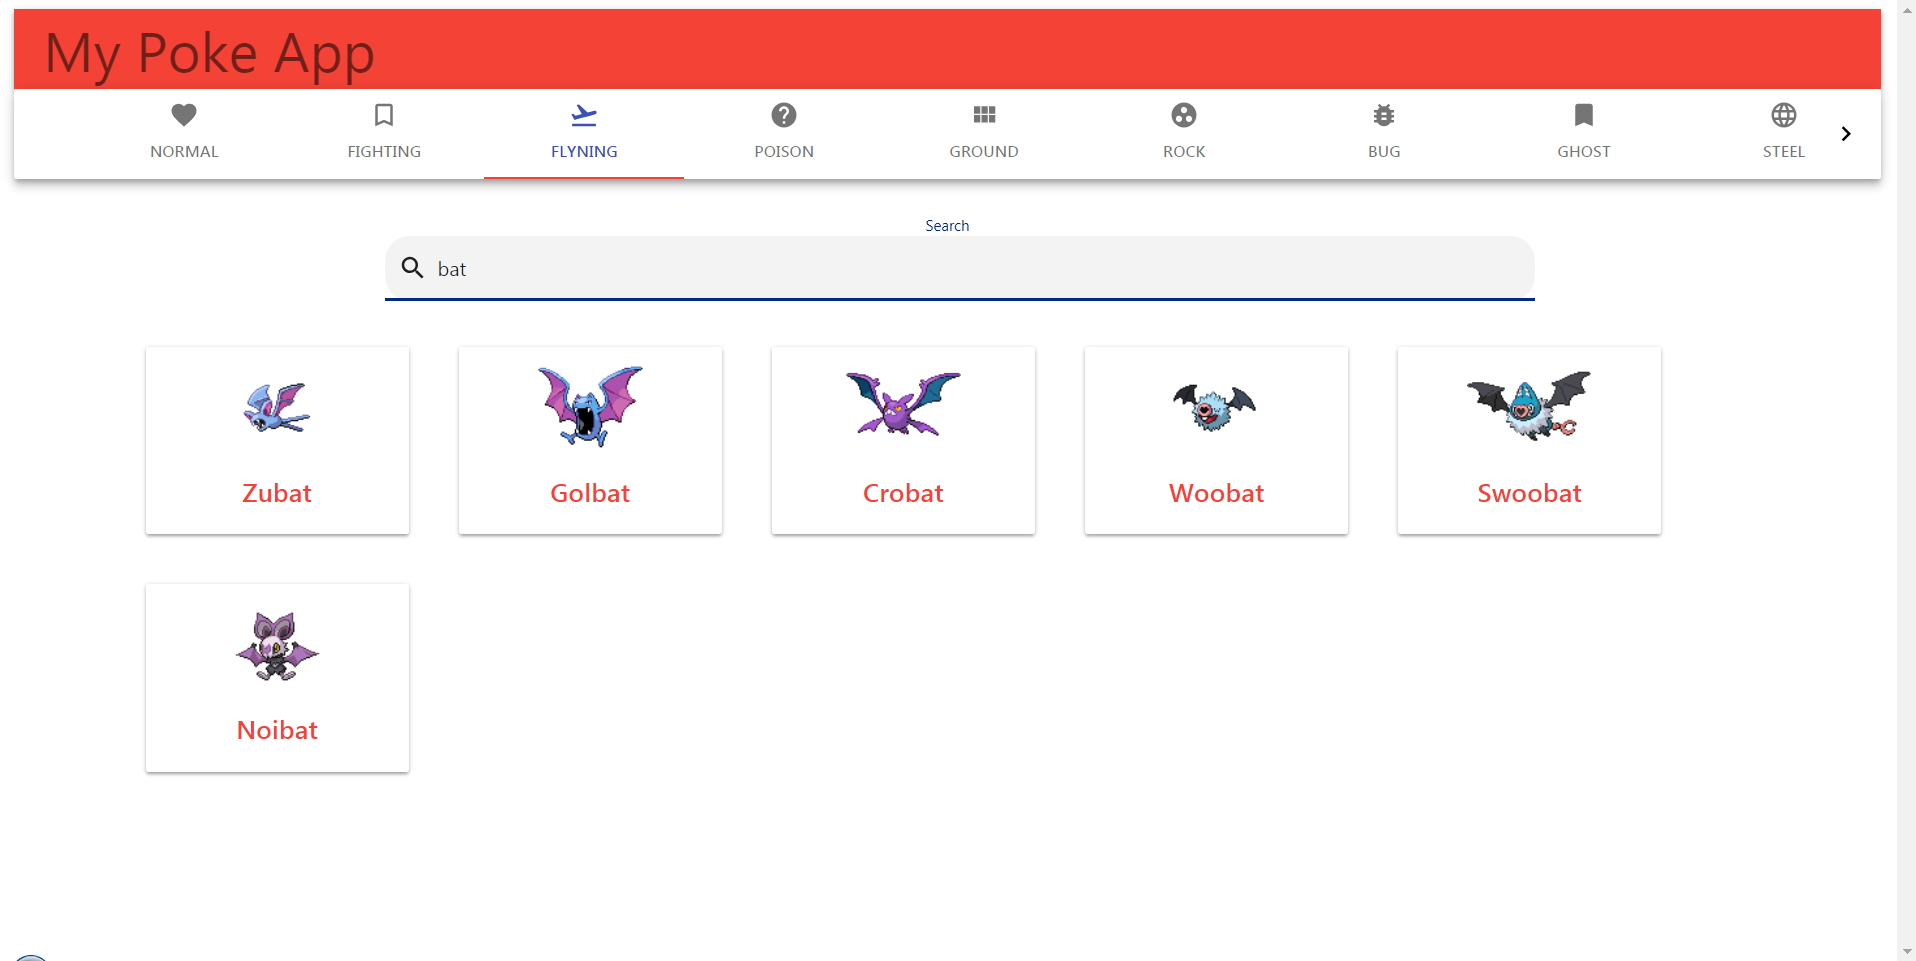 My Poke App
NORMAL FIGHTING FLYNING POISON GROUND ROCK BUG GHOST STEEL
Search
bat
Zubat Golbat Crobat Woobat Swoobat
Noibat